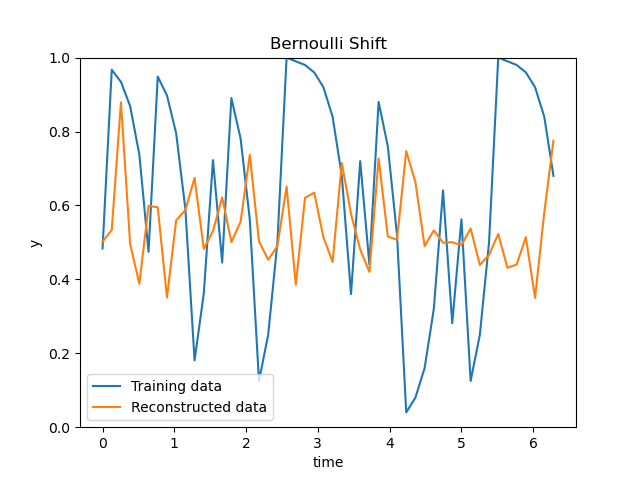 Bernoulli Shift
1.0
0.8
0.6
0.4
0.2
0.0
y
Training data
Reconstructed data
0 1 2 3 4 5 6
time